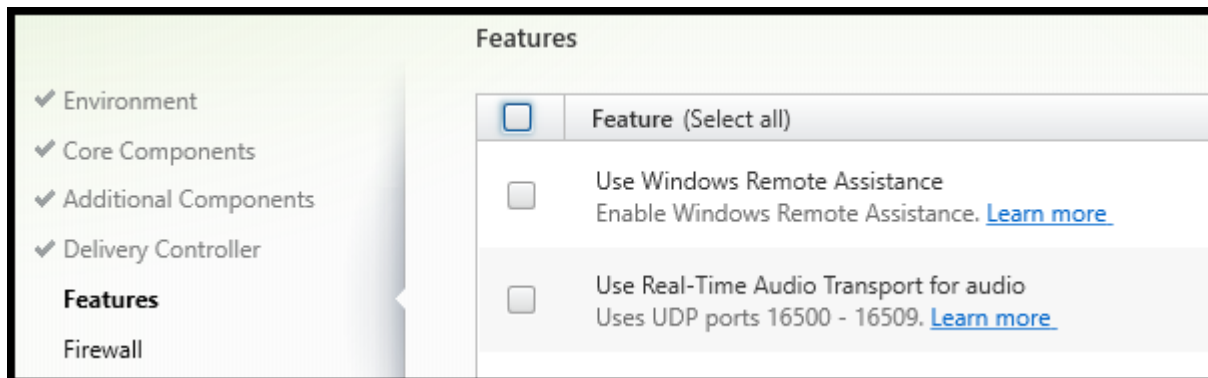 Features
Environment
Core Components
Additional Components
Delivery Controller
Features
Firewall
Feature (Select all)
Use Windows Remote Assistance
Enable Windows Remote Assistance. Learn more
Use Real-Time Audio Transport for audio
Uses UDP ports 16500 - 16509. Learn more